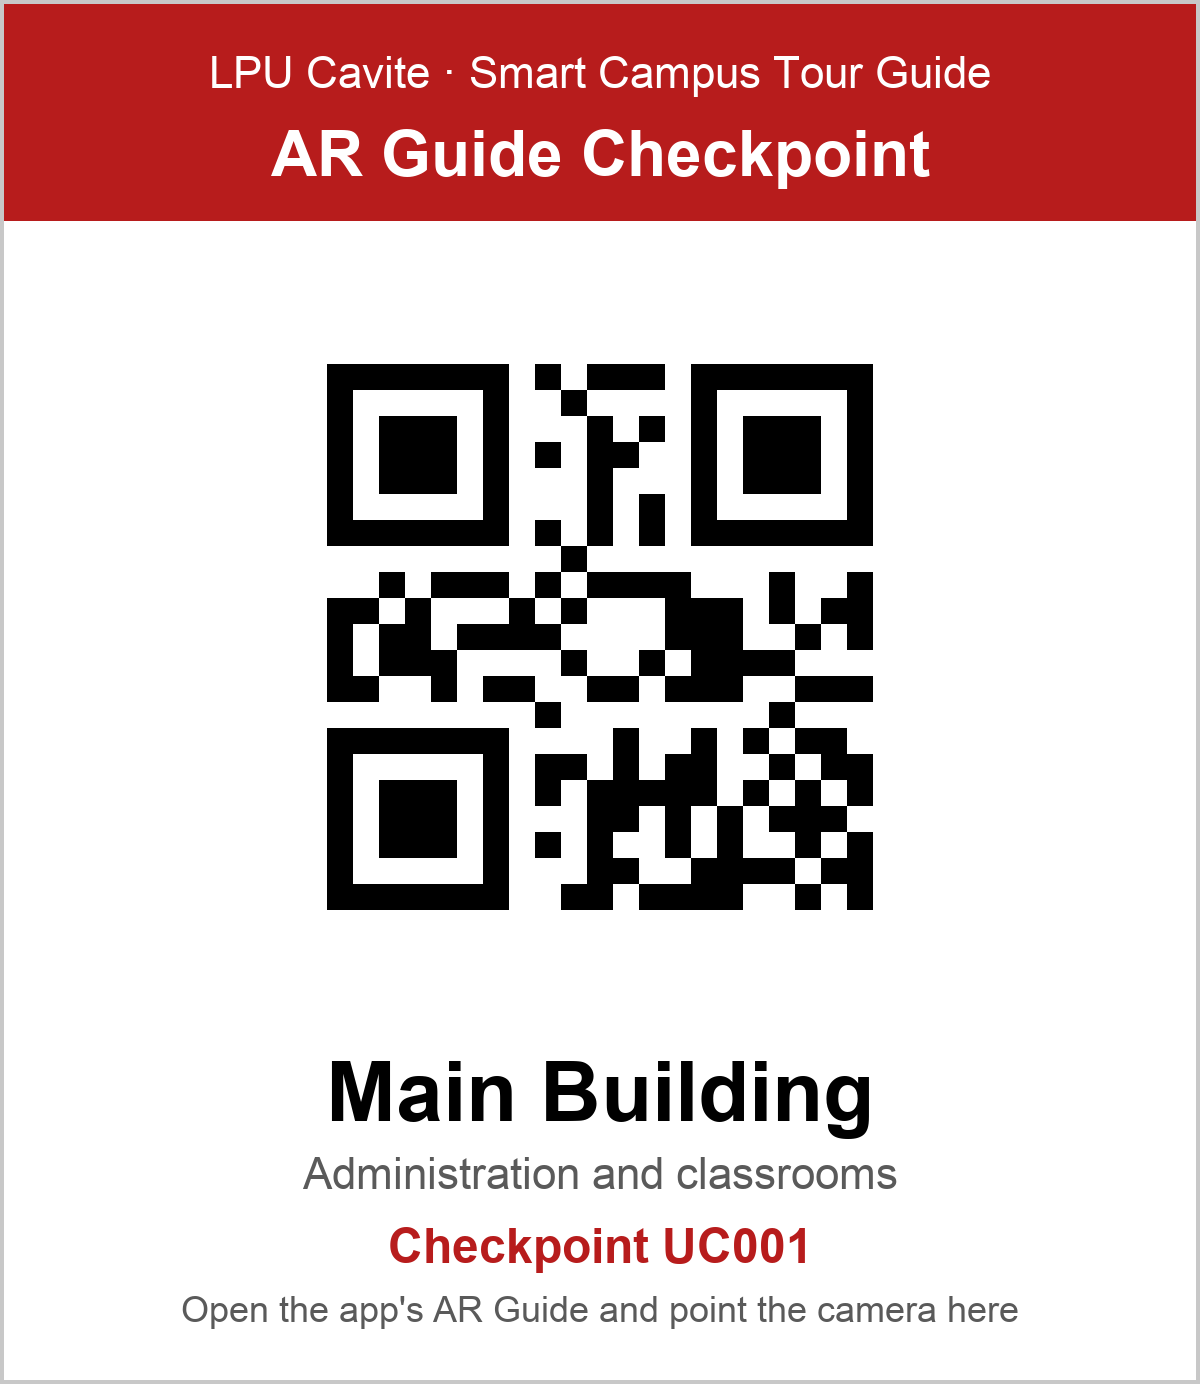 LPU Cavite · Smart Campus Tour Guide
AR Guide Checkpoint
Main Building
Administration and classrooms
Checkpoint UC001
Open the app's AR Guide and point the camera here